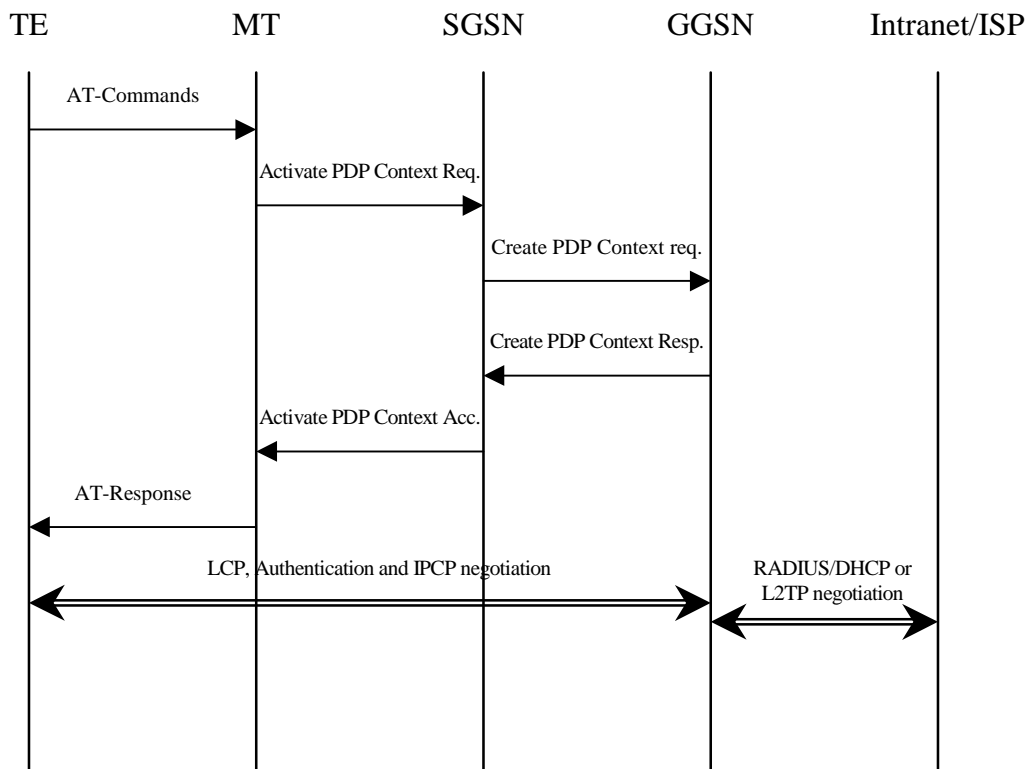 TE MT SGSN GGSN Intranet/ISP
AT-Commands
Activate PDP Context Req.
Create PDP Context req.
Create PDP Context Resp.
Activate PDP Context Acc.
AT-Response
LCP, Authentication and IPCP negotiation
RADIUS/DHCP or
L2TP negotiation